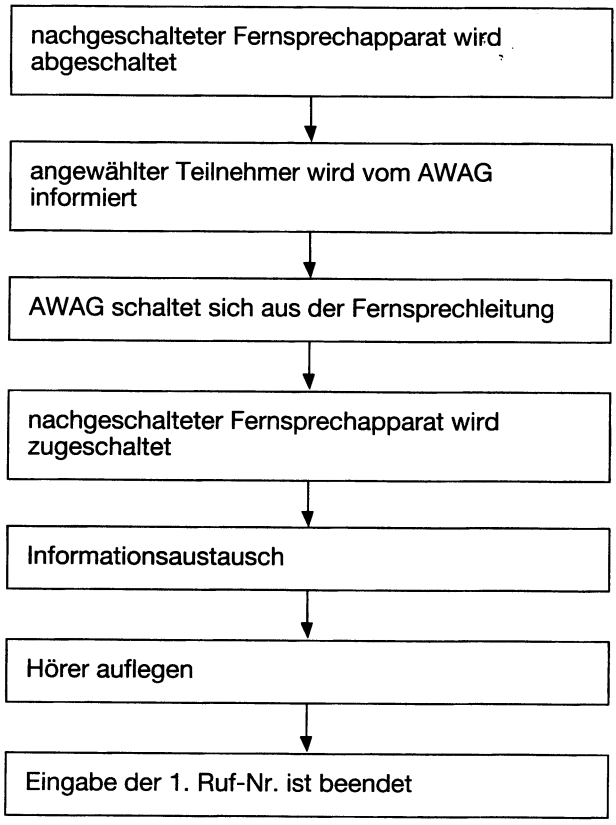 nachgeschalteter Fernsprechapparat wird
abgeschaltet
angewählter Teilnehmer wird vom AWAG
informiert
AWAG schaltet sich aus der Fernsprechleitung
nachgeschalteter Fernsprechapparat wird
zugeschaltet
Informationsaustausch
Hörer auflegen
Eingabe der 1. Ruf-Nr. ist beendet